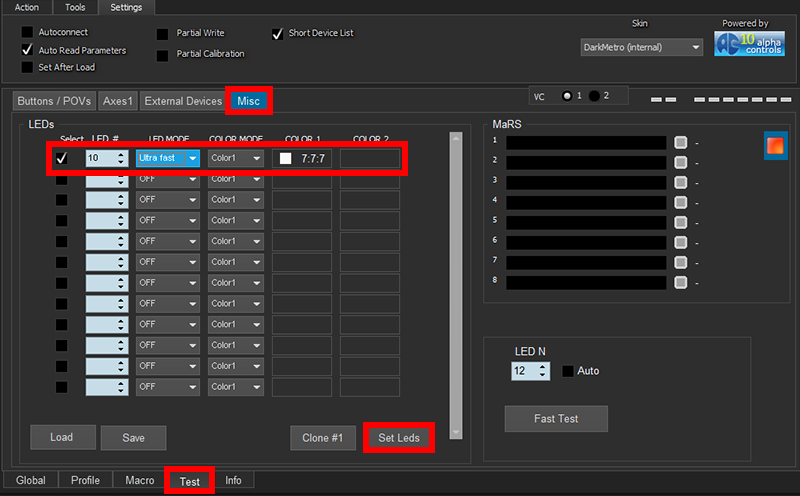 Action Tools Settings
Autoconnect
Partial Write
Short Device List
Auto Read Parameters
Partial Calibration
Set After Load
Skin
DarkMetro (internal)
Powered by
10 alpha
controls
Buttons / POVs Axes1 External Devices Misc
VC 1 2
LEDs
Select LED # LED MODE COLOR MODE COLOR 1 COLOR 2
10 Utra fast Color1 7:7:7
OFF Color1
OFF Color1
OFF Color1
OFF Color1
OFF Color1
OFF Color1
OFF Color1
OFF Color1
OFF Color1
OFF Color1
OFF Color1
Load Save Clone #1 Set Leds
MaRS
1 -
2 -
3 -
4 -
5 -
6 -
7 -
8 -
LED N
12 Auto
Fast Test
Global Profile Macro Test Info